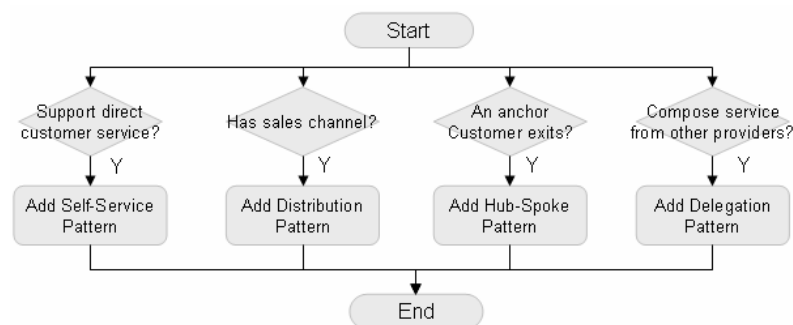 Start
Support direct
customer service?
Has sales channel?
An anchor
Customer exits?
Compose service
from other providers?
Y
Y
Y
Y
Add Self-Service
Pattern
Add Distribution
Pattern
Add Hub-Spoke
Pattern
Add Delegation
Pattern
End